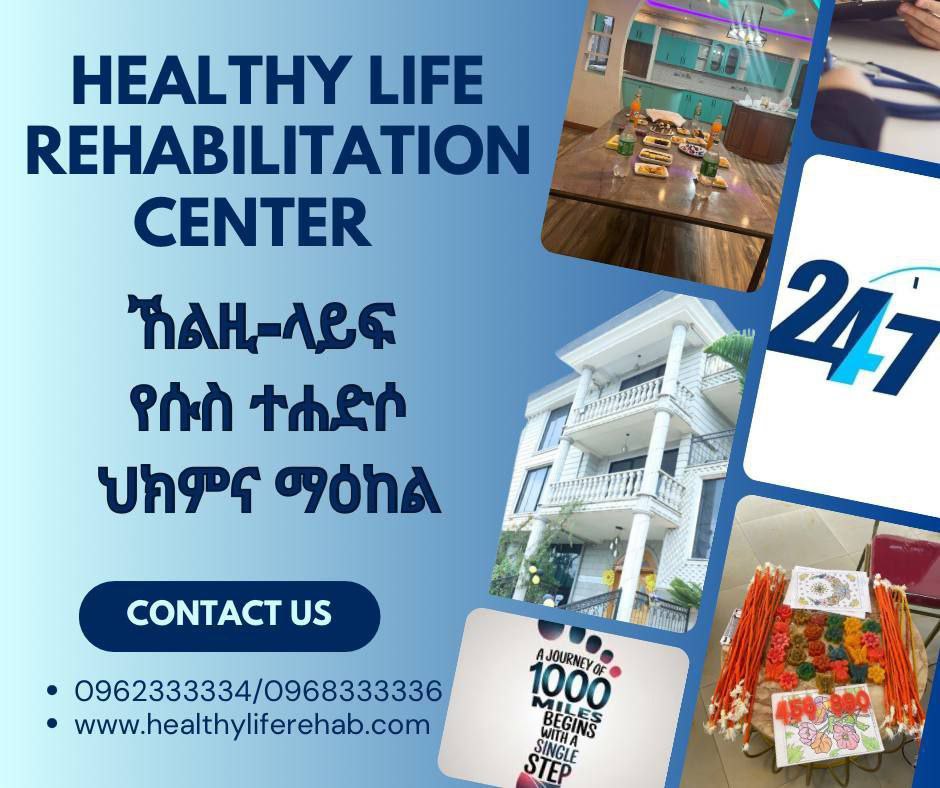 HEALTHY LIFE
REHABILITATION
CENTER
ኸልዚ-ላይፍ
የሱስ ተሐድሶ
ህክምና ማዕከል
CONTACT US
0962333334/0968333336
www.healthyliferehab.com
24/7
A JOURNEY OF
1000
MILES
BEGINS
WITH A
SINGLE
STEP